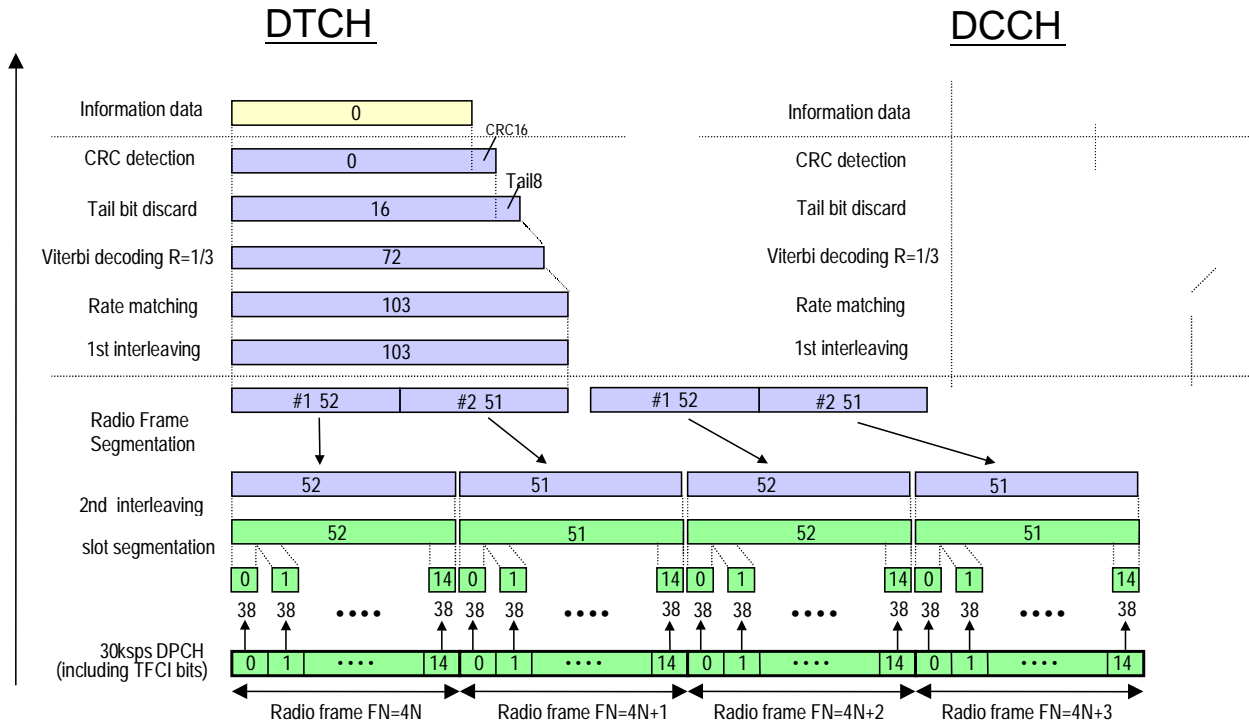 DTCH
DCCH
Information data
0
Information data
CRC16
CRC detection
0
CRC detection
Tail8
Tail bit discard
16
Tail bit discard
Viterbi decoding R=1/3
72
Viterbi decoding R=1/3
Rate matching
103
Rate matching
1st interleaving
103
1st interleaving
#1 52 #2 51 #1 52 #2 51
Radio Frame
Segmentation
52 51 52 51
2nd interleaving
52 51 52 51
slot segmentation
0 1 14 0 1 14 0 1 14 0 1 14
38 38 •••• 38 38 38 •••• 38 38 38 •••• 38 38 38 •••• 38
30ksps DPCH
(including TFCI bits)
0 1 •••• 14 0 1 •••• 14 0 1 •••• 14 0 1 •••• 14
Radio frame FN=4N Radio frame FN=4N+1 Radio frame FN=4N+2 Radio frame FN=4N+3